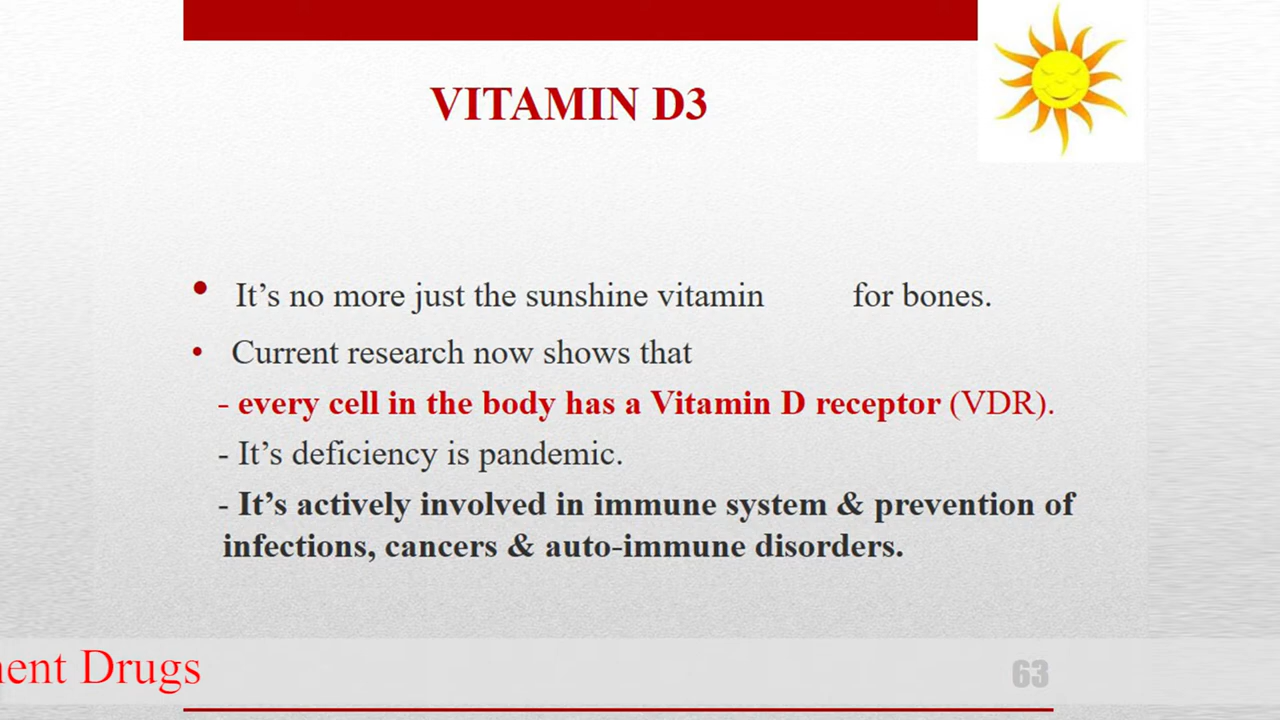 VITAMIN D3
• It’s no more just the sunshine vitamin for bones.
• Current research now shows that
- every cell in the body has a Vitamin D receptor (VDR).
- It’s deficiency is pandemic.
- It’s actively involved in immune system & prevention of
infections, cancers & auto-immune disorders.
Drugs
63